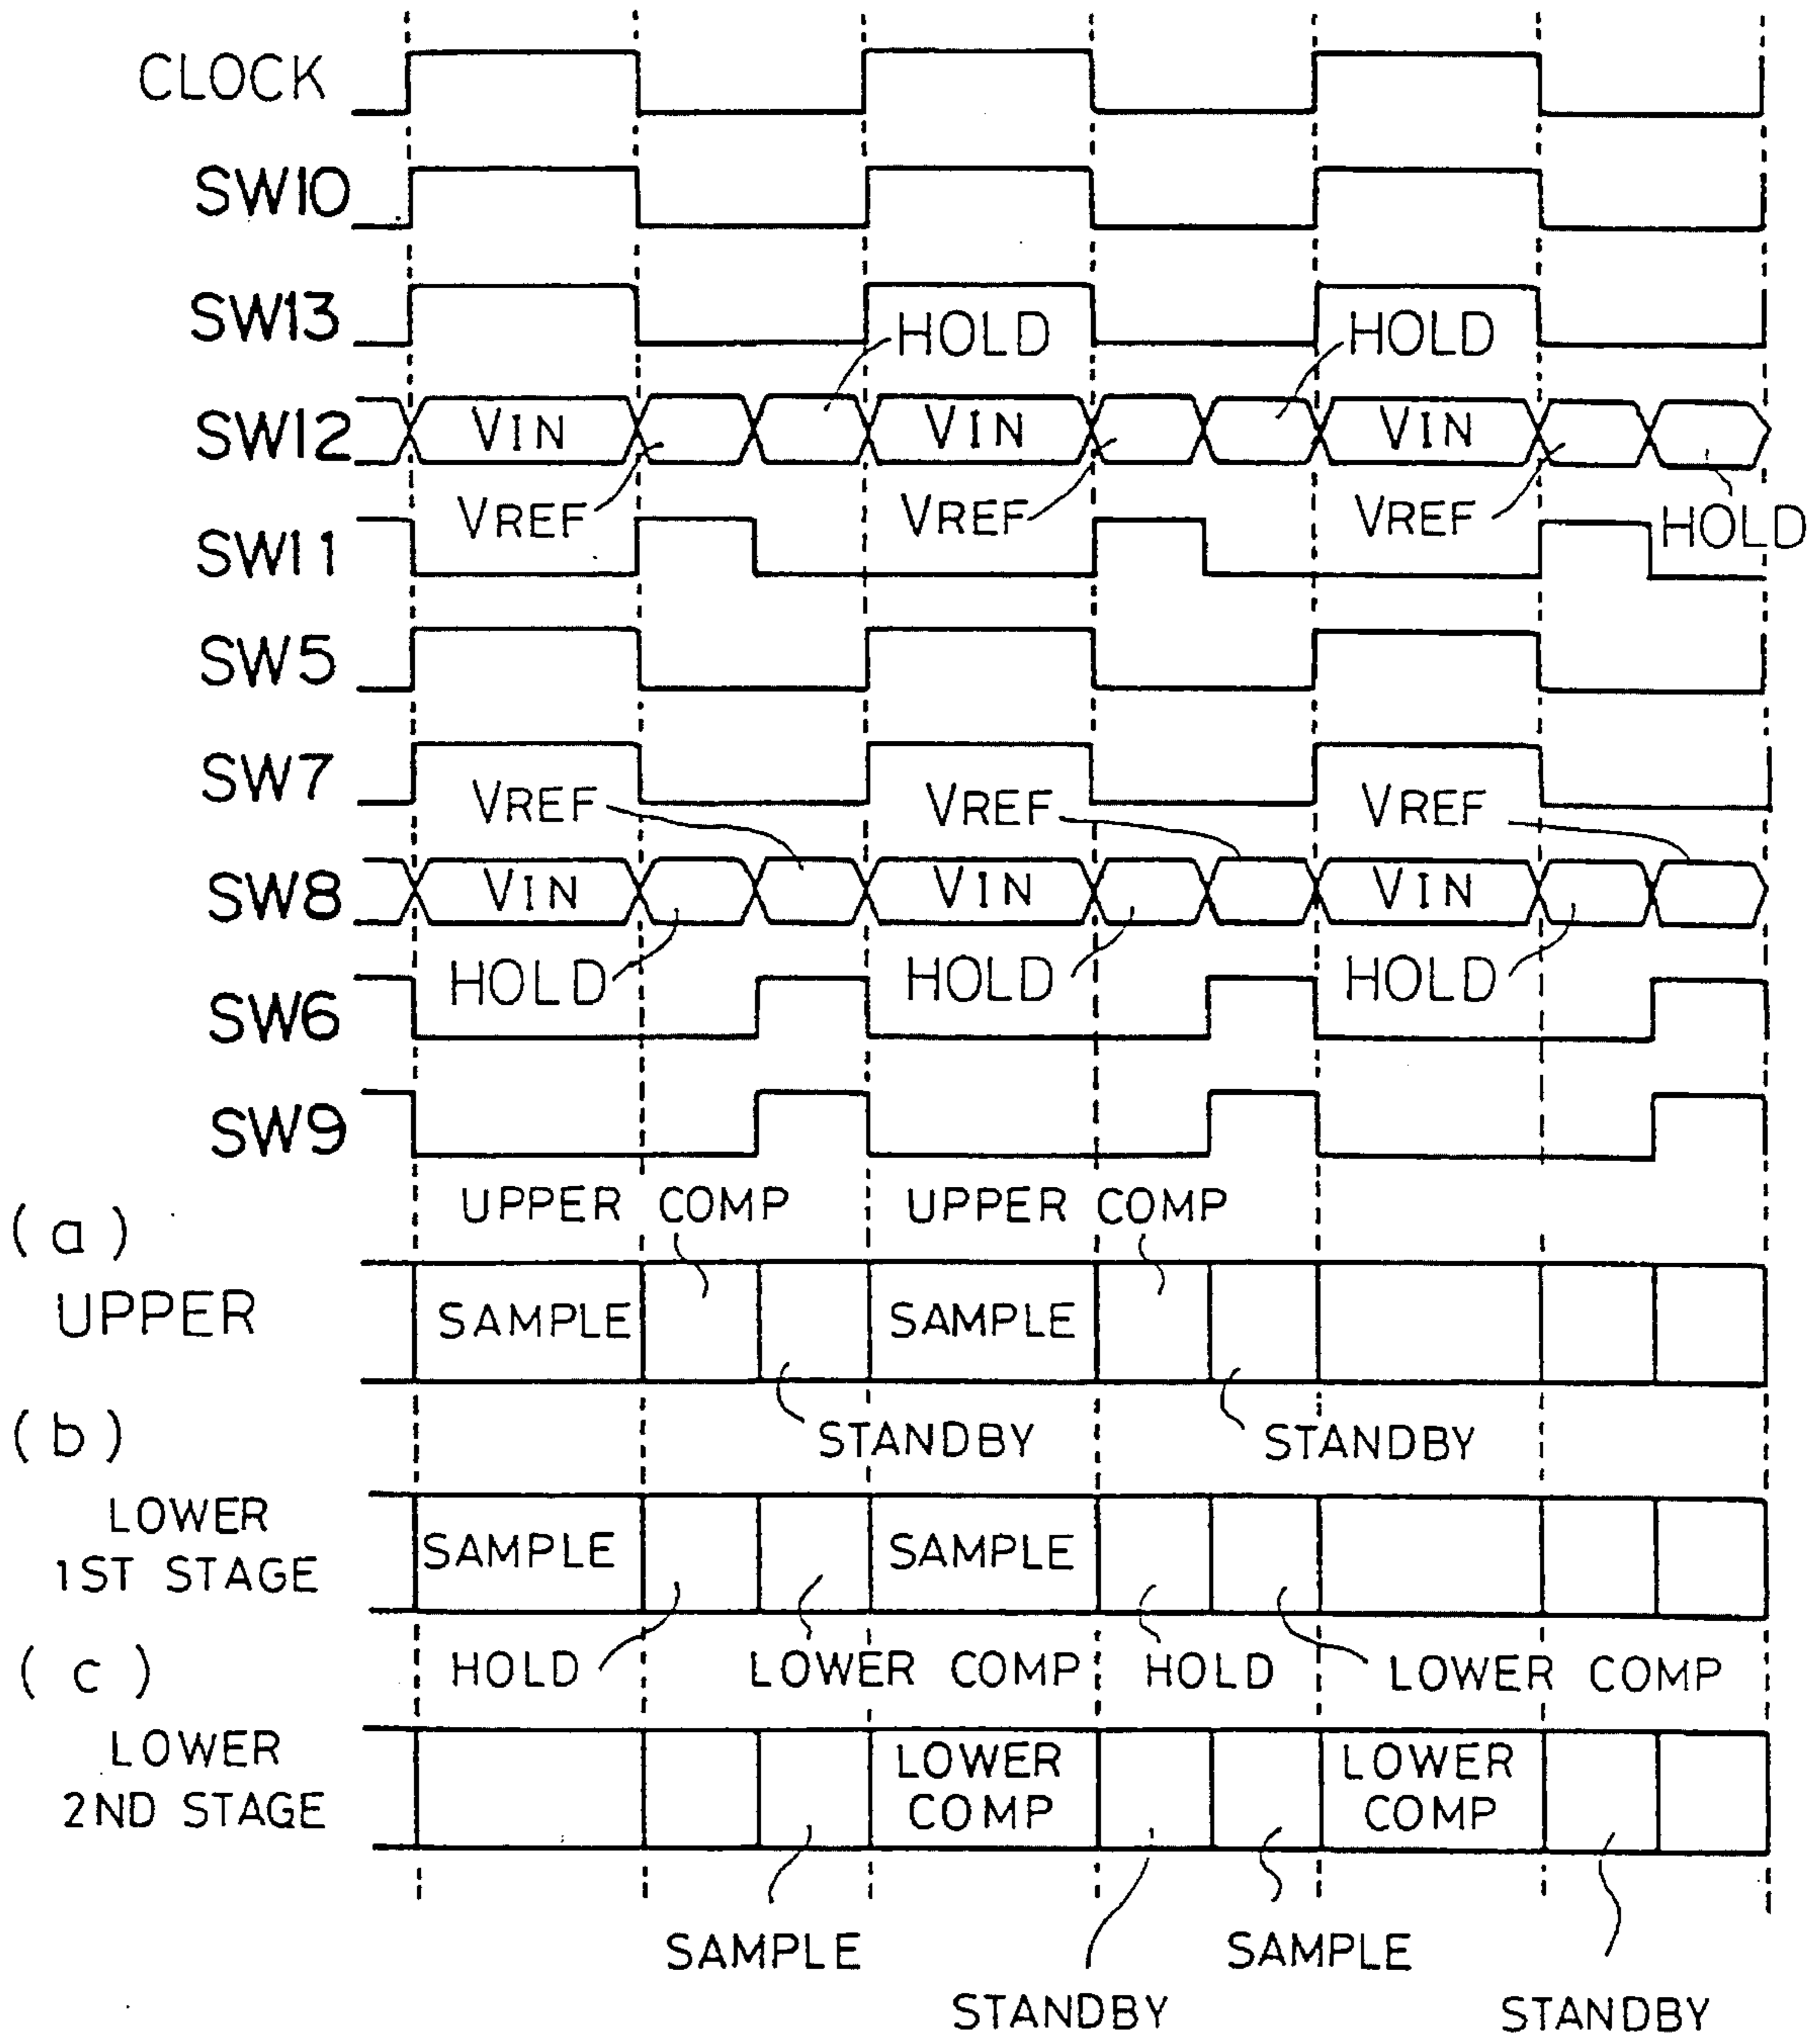 CLOCK
SW10
SW13
HOLD HOLD
SW12 VIN VIN VIN
VREF VREF VREF HOLD
SW11
SW5
SW7
VREF VREF VREF
SW8 VIN VIN VIN
HOLD HOLD HOLD
SW6
SW9
UPPER COMP UPPER COMP
(a)
UPPER SAMPLE SAMPLE
STANDBY STANDBY
(b)
LOWER
1ST STAGE SAMPLE SAMPLE
HOLD LOWER COMP HOLD LOWER COMP
(c)
LOWER LOWER LOWER
2ND STAGE COMP COMP
SAMPLE SAMPLE
STANDBY STANDBY